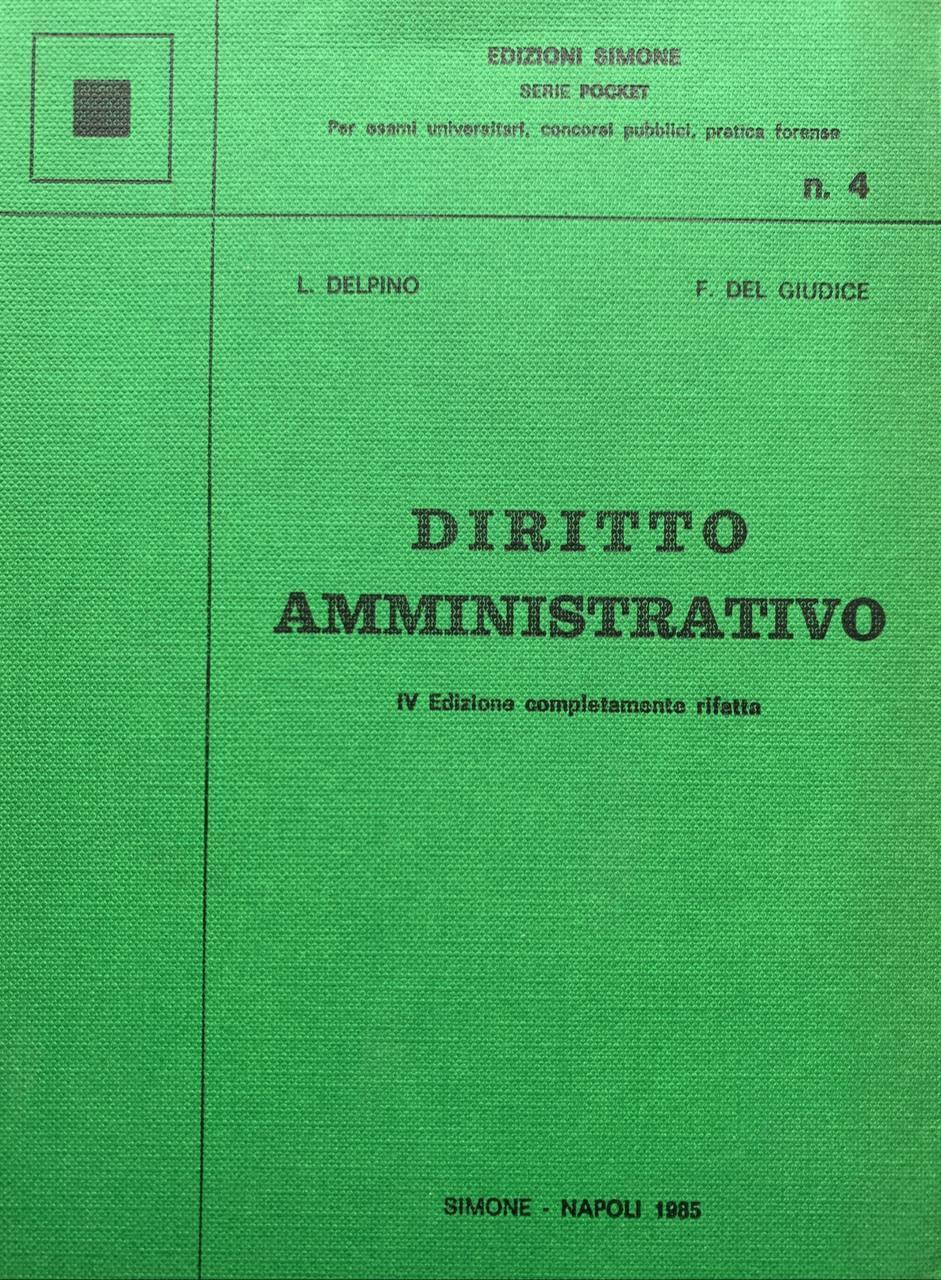 EDIZIONI SIMONE
SERIE POCKET
Per esami universitari, concorsi pubblici, pratica forense
n. 4
L. DELPINO F. DEL GIUDICE
DIRITTO
AMMINISTRATIVO
IV Edizione completamente rifatta
SIMONE - NAPOLI 1985